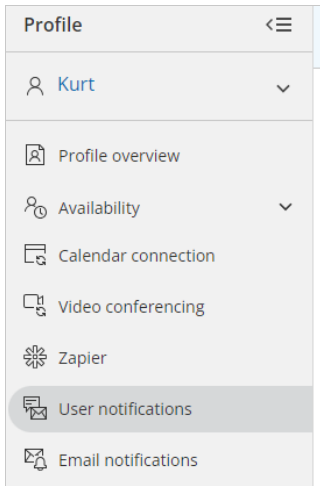 Profile
Kurt
Profile overview
Availability
Calendar connection
Video conferencing
Zapier
User notifications
Email notifications